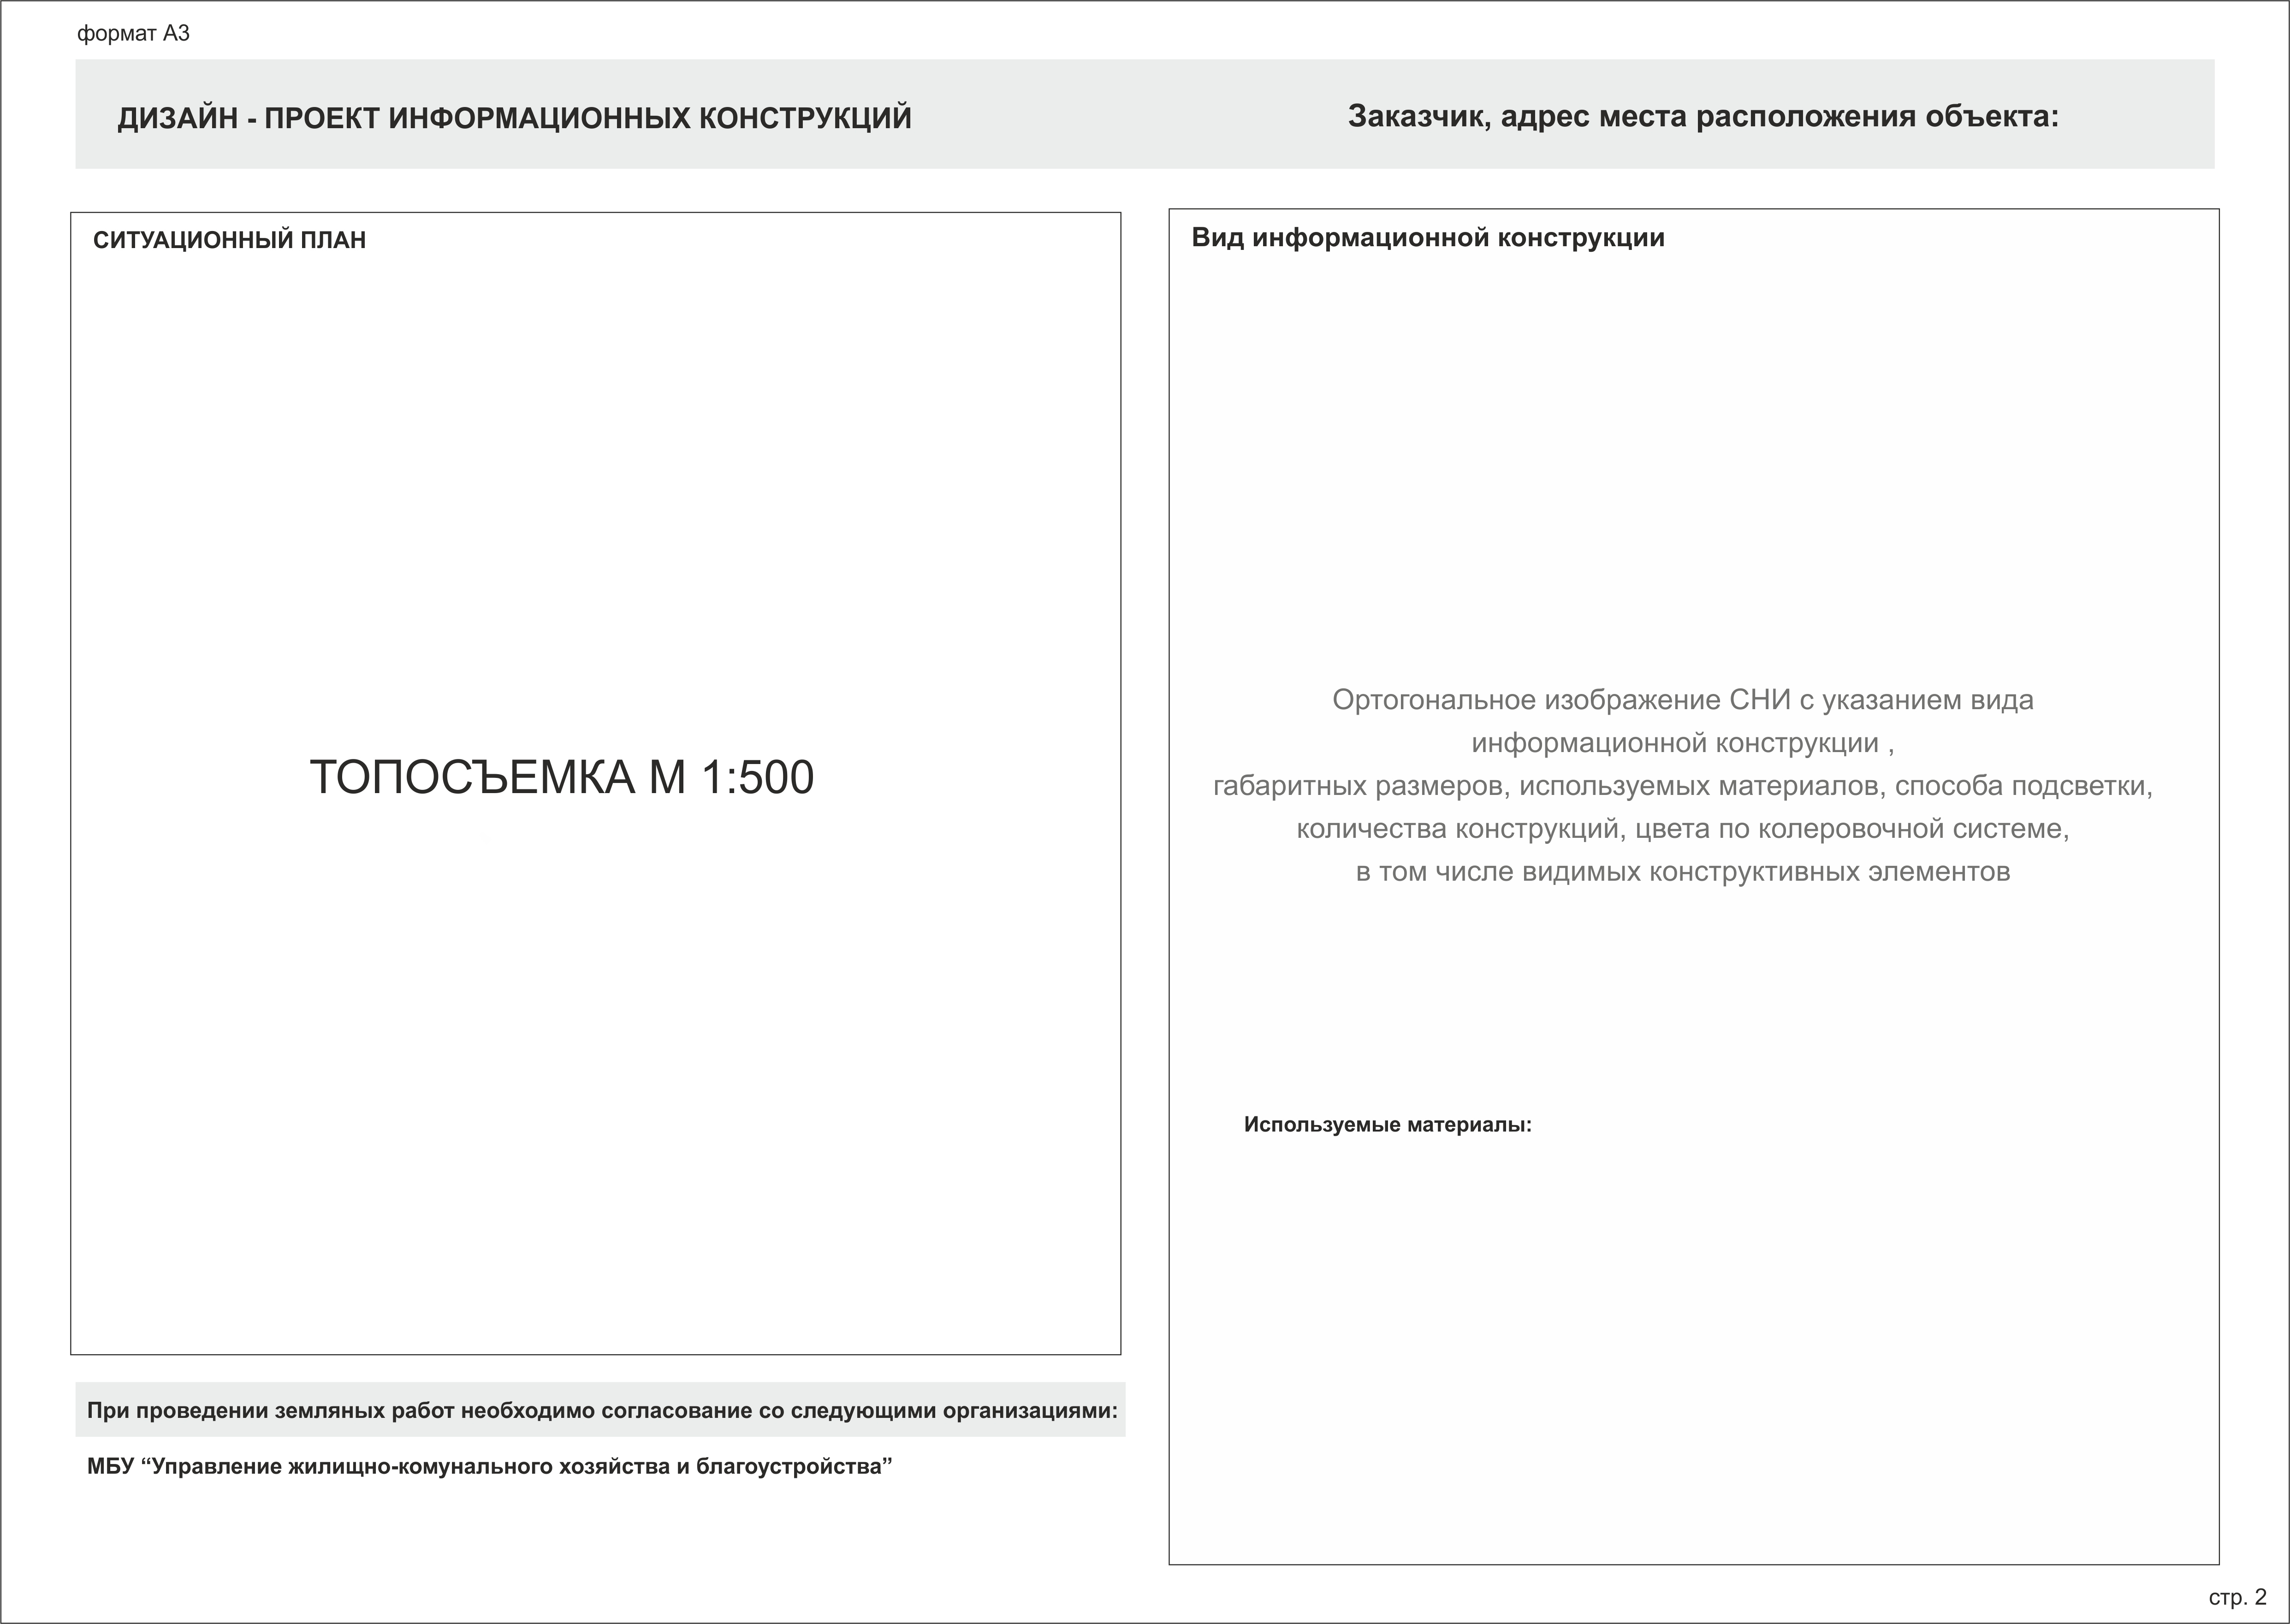 формат А3
ДИЗАЙН - ПРОЕКТ ИНФОРМАЦИОННЫХ КОНСТРУКЦИЙ
Заказчик, адрес места расположения объекта:
СИТУАЦИОННЫЙ ПЛАН
ТОПОСЪЕМКА М 1:500
При проведении земляных работ необходимо согласование со следующими организациями:
МБУ “Управление жилищно-комунального хозяйства и благоустройства”
Вид информационной конструкции
Ортогональное изображение СНИ с указанием вида
информационной конструкции ,
габаритных размеров, используемых материалов, способа подсветки,
количества конструкций, цвета по колеровочной системе,
в том числе видимых конструктивных элементов
Используемые материалы:
стр. 2